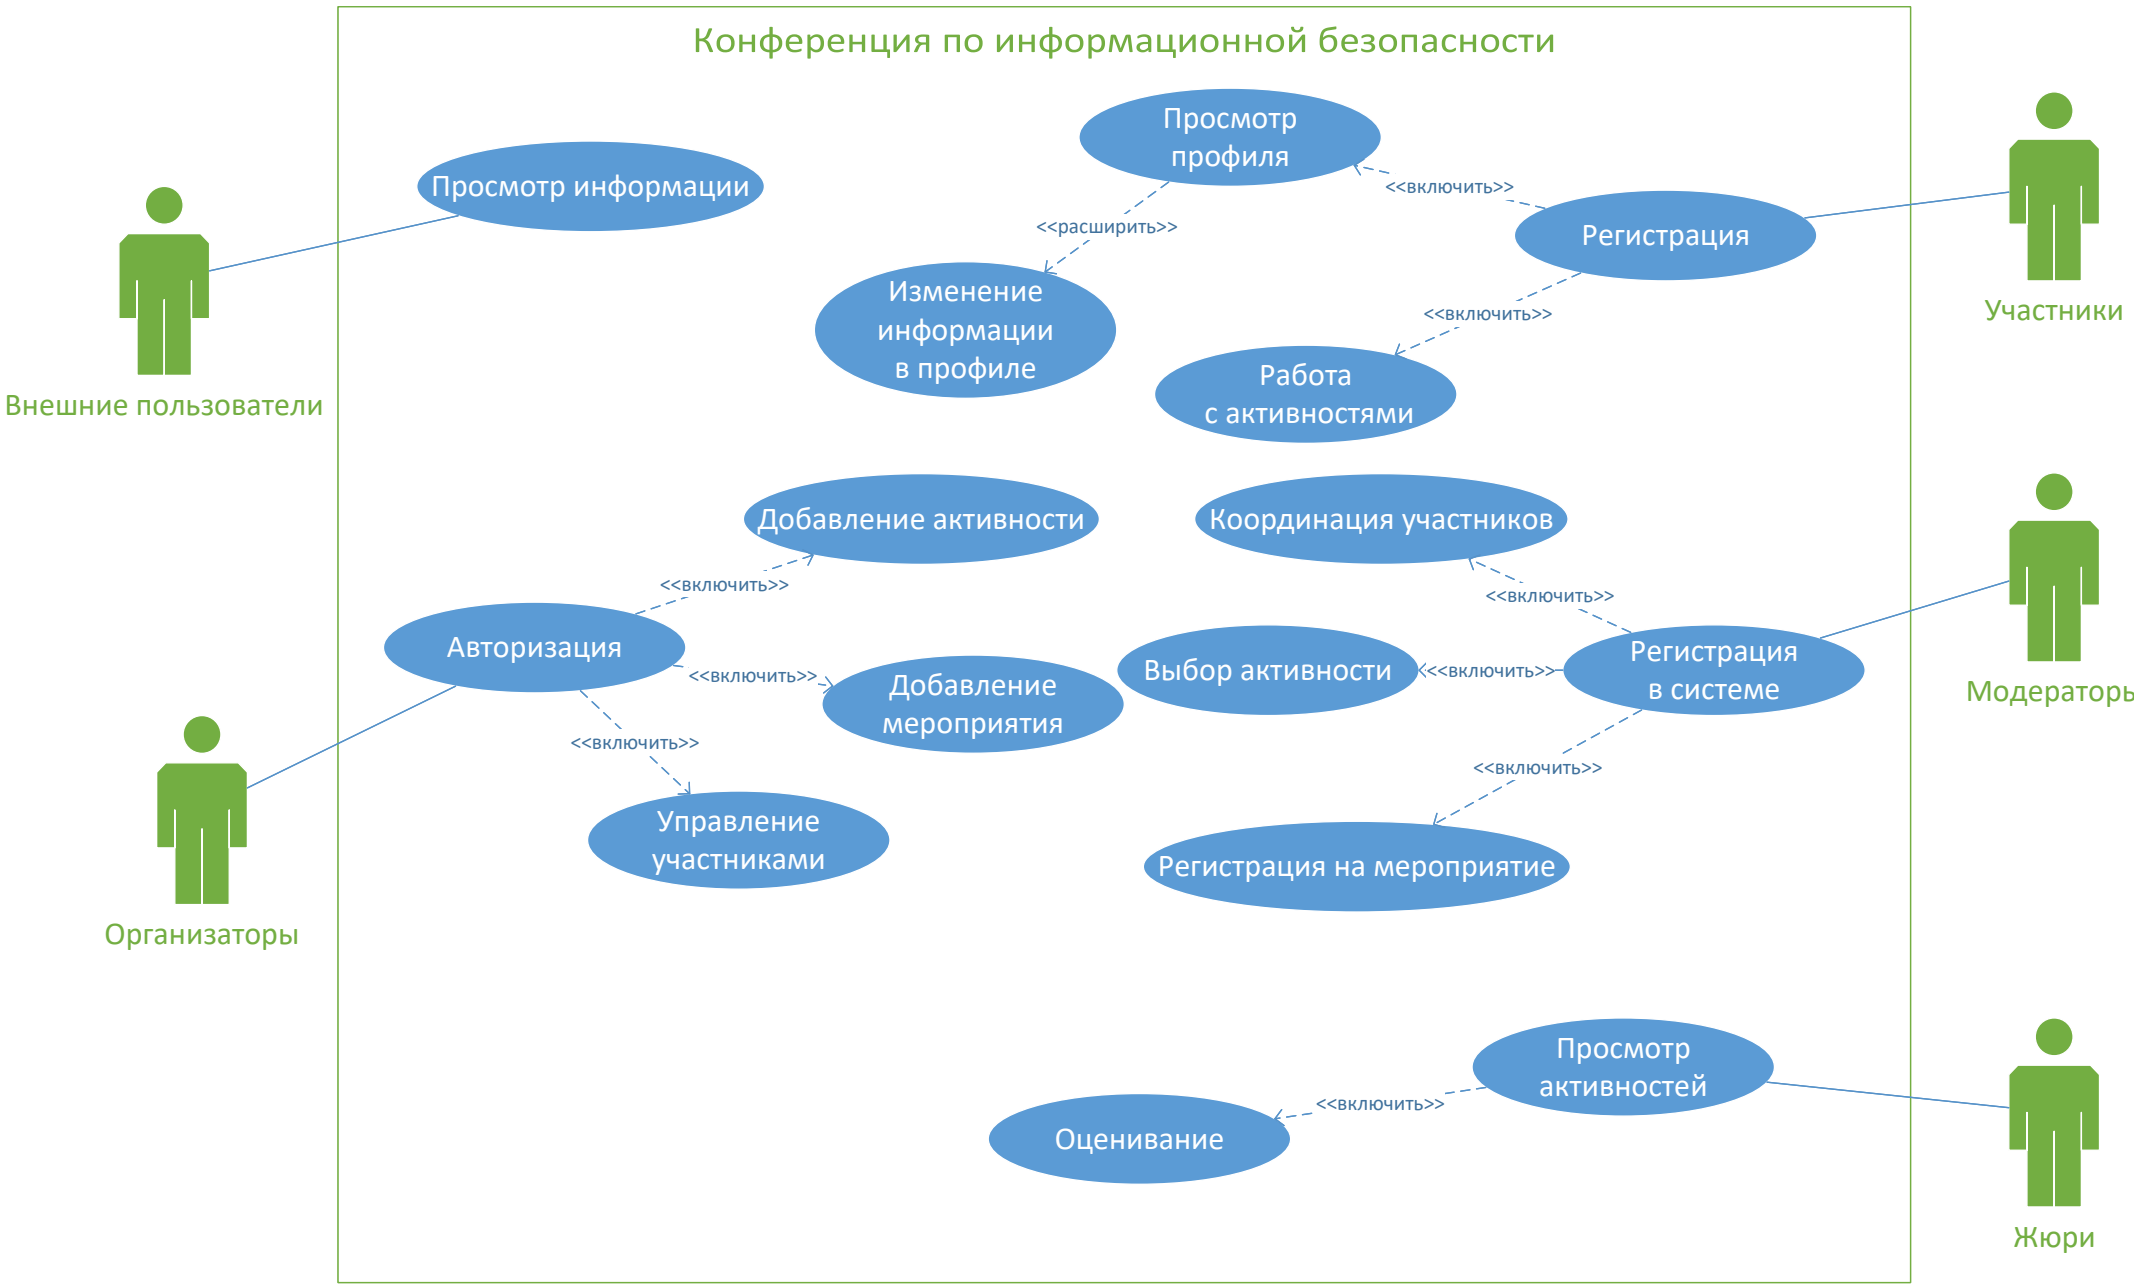 Конференция по информационной безопасности
Просмотр
профиля
Просмотр информации
<<включить>>
<<расширить>>
Регистрация
Изменение
информации
в профиле
<<включить>>
Участники
Работа
с активностями
Внешние пользователи
Добавление активности
Координация участников
<<включить>>
<<включить>>
Авторизация
<<включить>>
Добавление
мероприятия
Выбор активности
<<включить>>
Регистрация
в системе
Модераторы
<<включить>>
<<включить>>
Управление
участниками
Регистрация на мероприятие
Организаторы
Просмотр
активностей
<<включить>>
Оценивание
Жюри